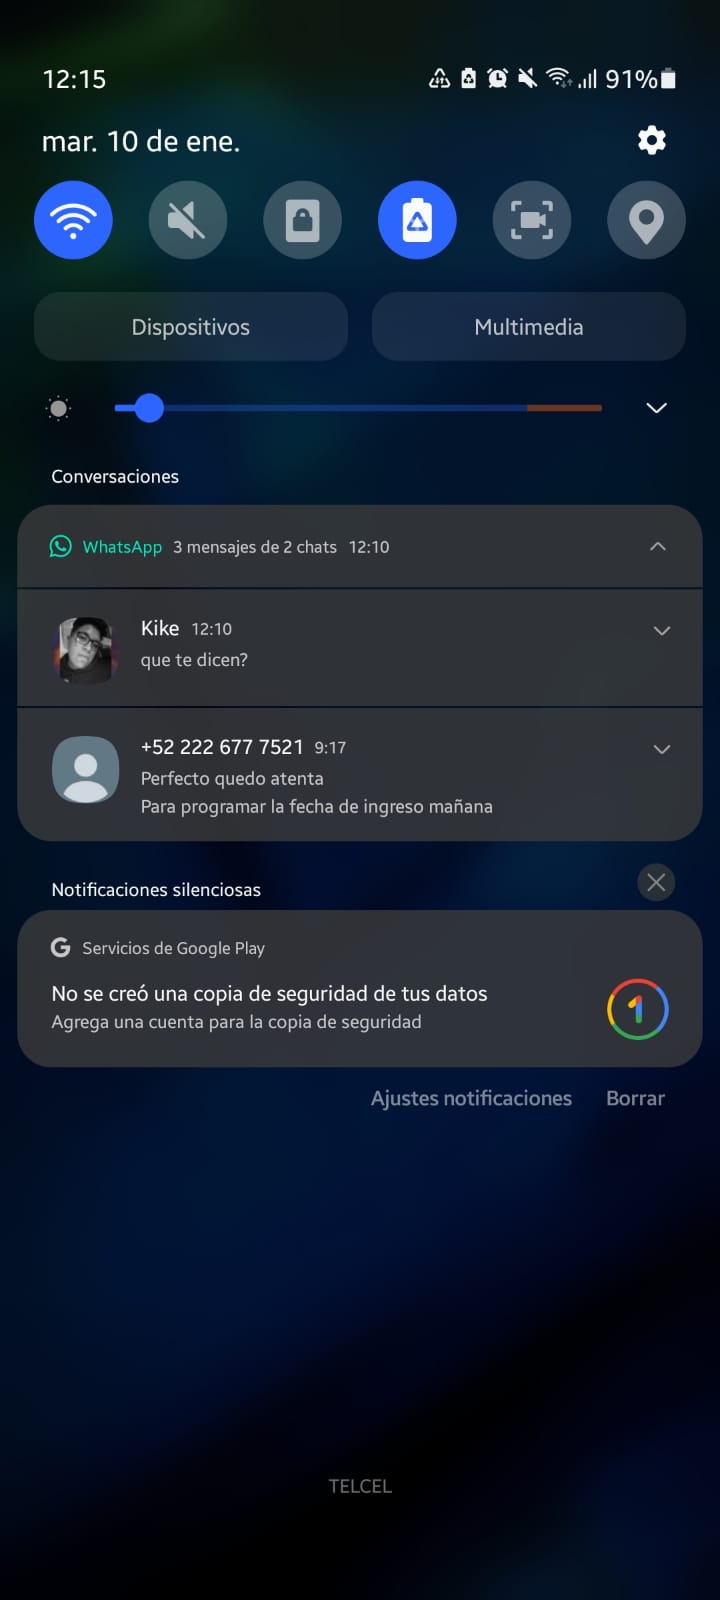 12:15 91%
mar. 10 de ene.
Dispositivos Multimedia
Conversaciones
WhatsApp 3 mensajes de 2 chats 12:10
Kike 12:10
que te dicen?
+52 222 677 7521 9:17
Perfecto quedo atenta
Para programar la fecha de ingreso mañana
Notificaciones silenciosas
G Servicios de Google Play
No se creó una copia de seguridad de tus datos
Agrega una cuenta para la copia de seguridad
1
Ajustes notificaciones Borrar
TELCEL